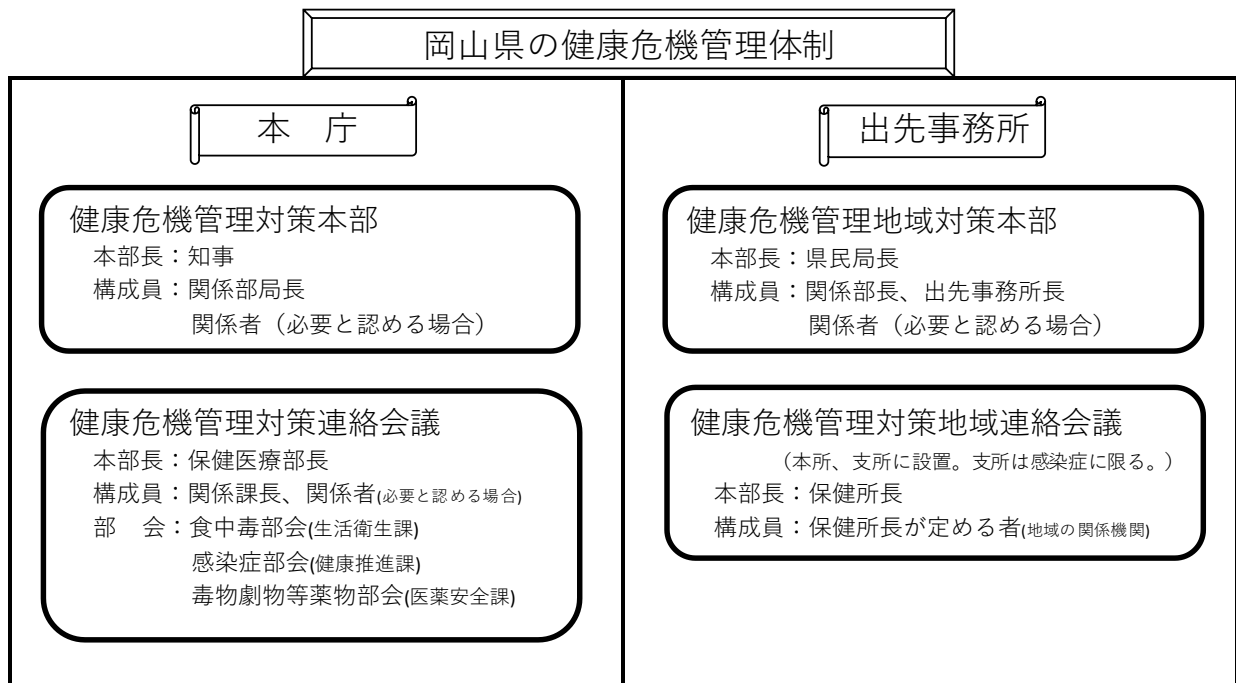 岡山県の健康危機管理体制
本　庁
健康危機管理対策本部
本部長：知事
構成員：関係部局長
関係者（必要と認める場合）
健康危機管理対策連絡会議
本部長：保健医療部長
構成員：関係課長、関係者(必要と認める場合)
部　会：食中毒部会(生活衛生課)
感染症部会(健康推進課)
毒物劇物等薬物部会(医薬安全課)
出先事務所
健康危機管理地域対策本部
本部長：県民局長
構成員：関係部長、出先事務所長
関係者（必要と認める場合）
健康危機管理対策地域連絡会議
（本所、支所に設置。支所は感染症に限る。）
本部長：保健所長
構成員：保健所長が定める者(地域の関係機関)